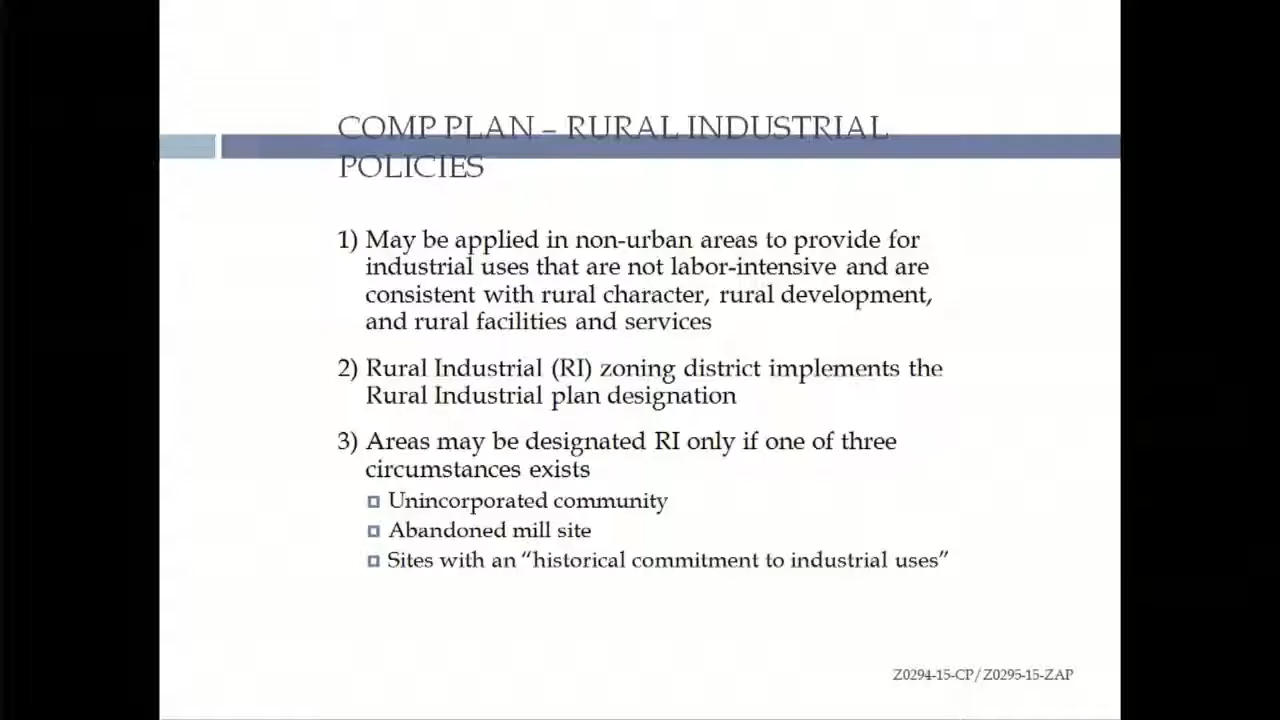 COMP PLAN – RURAL INDUSTRIAL
POLICIES
1) May be applied in non-urban areas to provide for
industrial uses that are not labor-intensive and are
consistent with rural character, rural development,
and rural facilities and services
2) Rural Industrial (RI) zoning district implements the
Rural Industrial plan designation
3) Areas may be designated RI only if one of three
circumstances exists
Unincorporated community
Abandoned mill site
Sites with an “historical commitment to industrial uses”
Z0294-15-CP/Z0295-15-ZAP